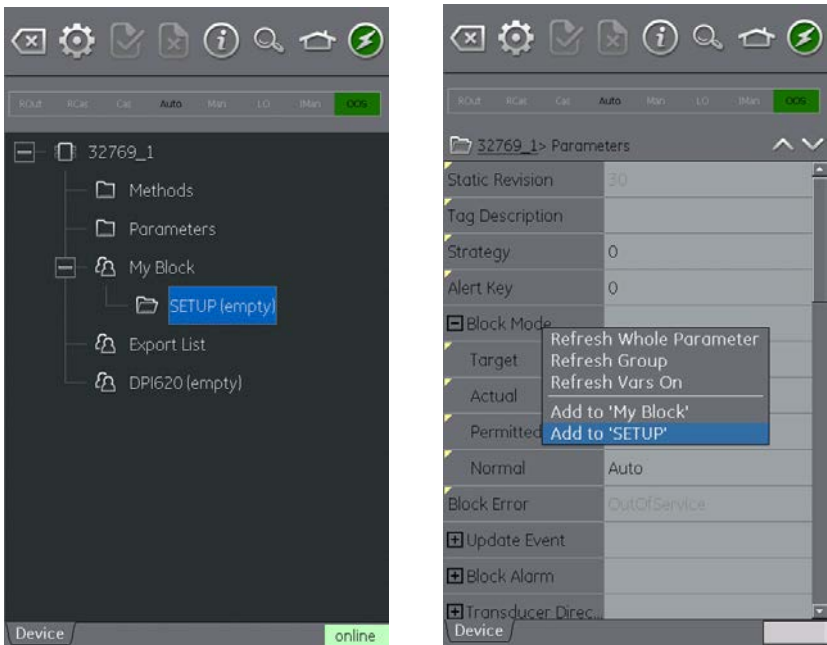 ROut RCas Cas Auto Man LO IMan OOS
32769_1
Methods
Parameters
My Block
SETUP (empty)
Export List
DPI620 (empty)
Device
online
ROut RCas Cas Auto Man LO IMan OOS
32769_1> Parameters
Static Revision 30
Tag Description
Strategy 0
Alert Key 0
Block Mode
Refresh Whole Parameter
Target
Refresh Group
Refresh Vars On
Actual
Add to 'My Block'
Permitted
Add to 'SETUP'
Normal Auto
Block Error OutOfService
Update Event
Block Alarm
Transducer Direc...
Device